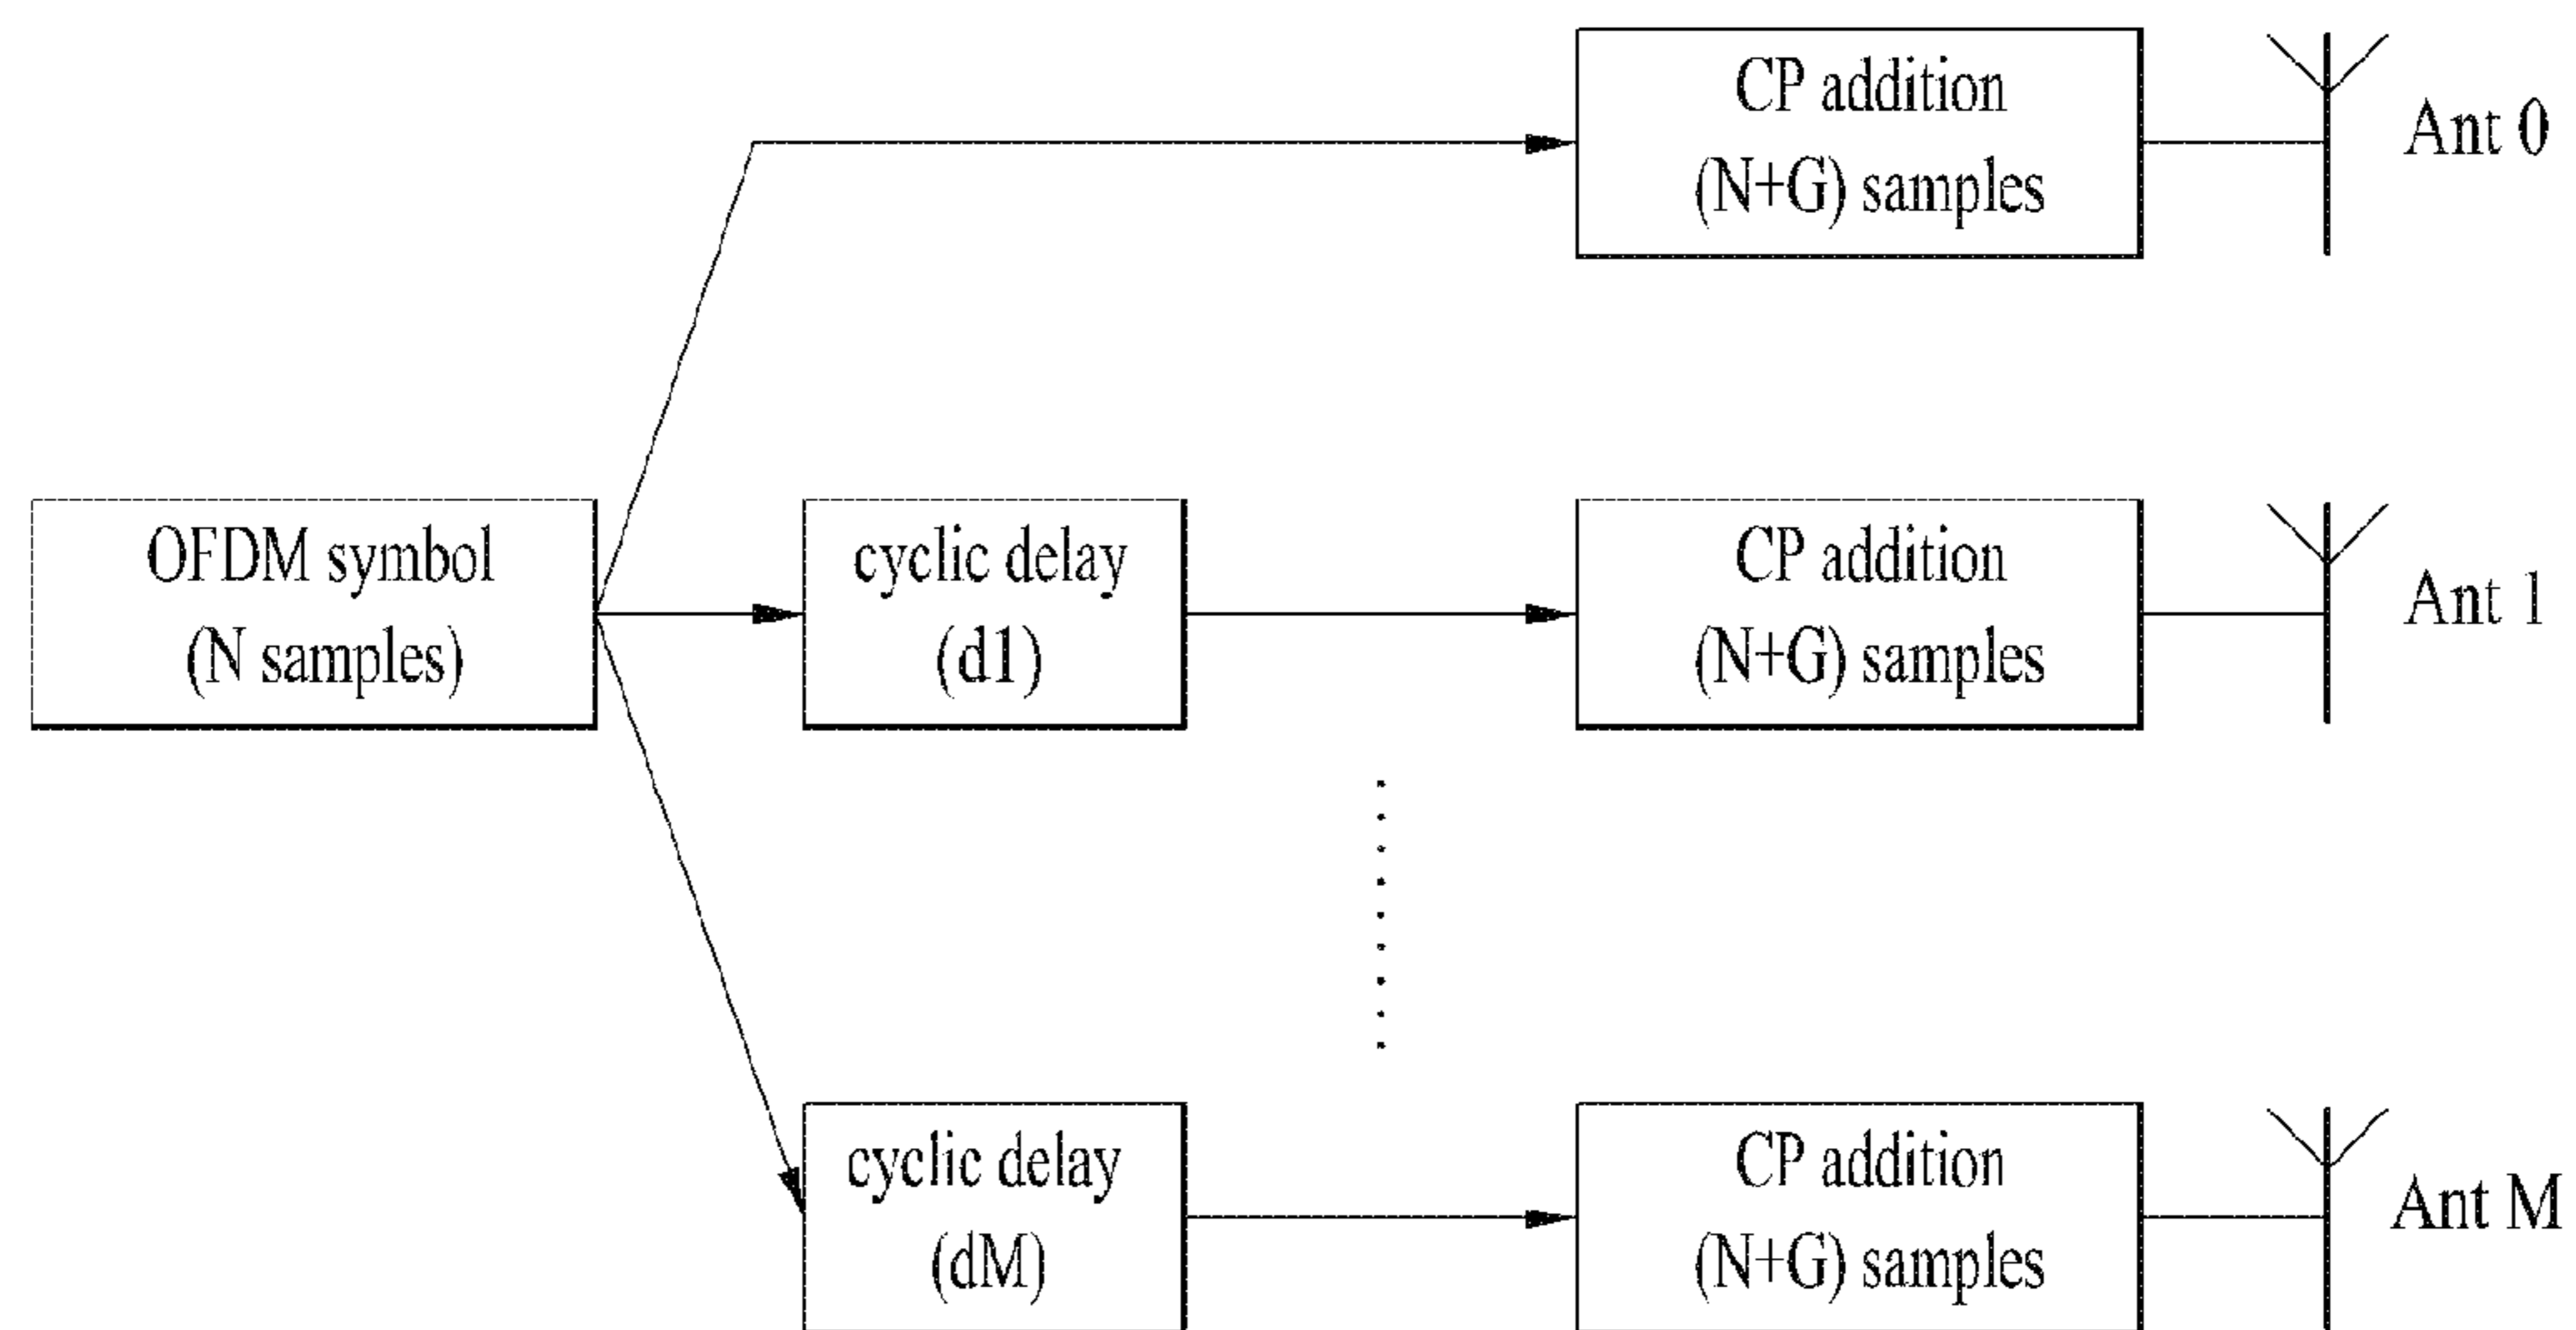 CP addition
(N+G) samples
Ant 0
OFDM symbol
(N samples)
cyclic delay
(d1)
CP addition
(N+G) samples
Ant 1
cyclic delay
(dM)
CP addition
(N+G) samples
Ant M